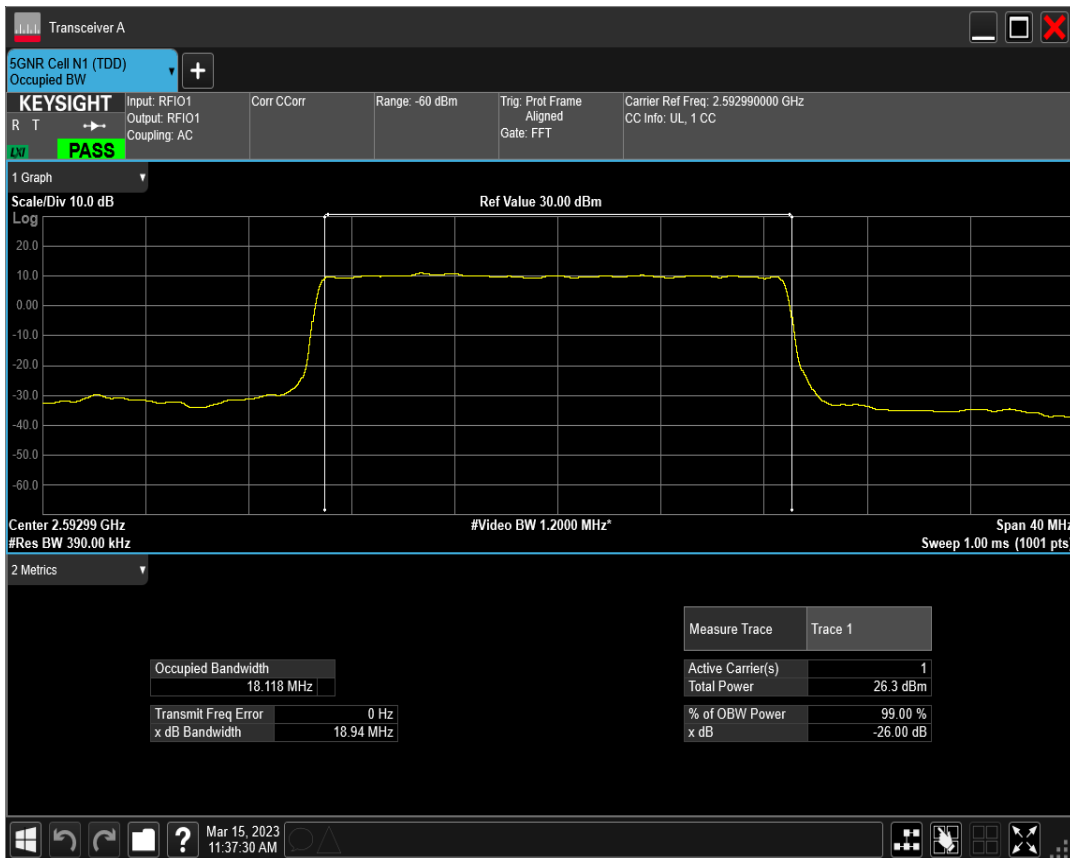 Transceiver A
5GNR Cell N1 (TDD)
Occupied BW
+
KEYSIGHT
R T
LXI
PASS
Input: RFIO1
Output: RFIO1
Coupling: AC
Corr CCorr
Range: -60 dBm
Trig: Prot Frame
Aligned
Gate: FFT
Carrier Ref Freq: 2.592990000 GHz
CC Info: UL, 1 CC
1 Graph
Scale/Div 10.0 dB
Ref Value 30.00 dBm
Log
20.0
10.0
0.00
-10.0
-20.0
-30.0
-40.0
-50.0
-60.0
Center 2.59299 GHz
#Video BW 1.2000 MHz*
Span 40 MHz
#Res BW 390.00 kHz
Sweep 1.00 ms (1001 pts)
2 Metrics
Measure Trace Trace 1
Occupied Bandwidth
18.118 MHz
Active Carrier(s) 1
Total Power 26.3 dBm
Transmit Freq Error 0 Hz
x dB Bandwidth 18.94 MHz
% of OBW Power 99.00 %
x dB -26.00 dB
?
Mar 15, 2023
11:37:30 AM